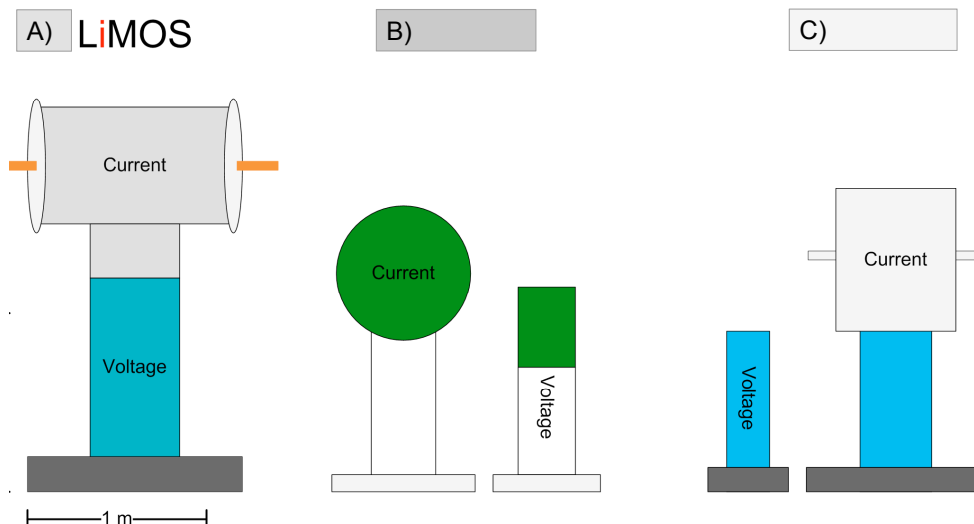 A) LiMOS
B)
C)
Current
Voltage
1 m
Current
Voltage
Current
Voltage